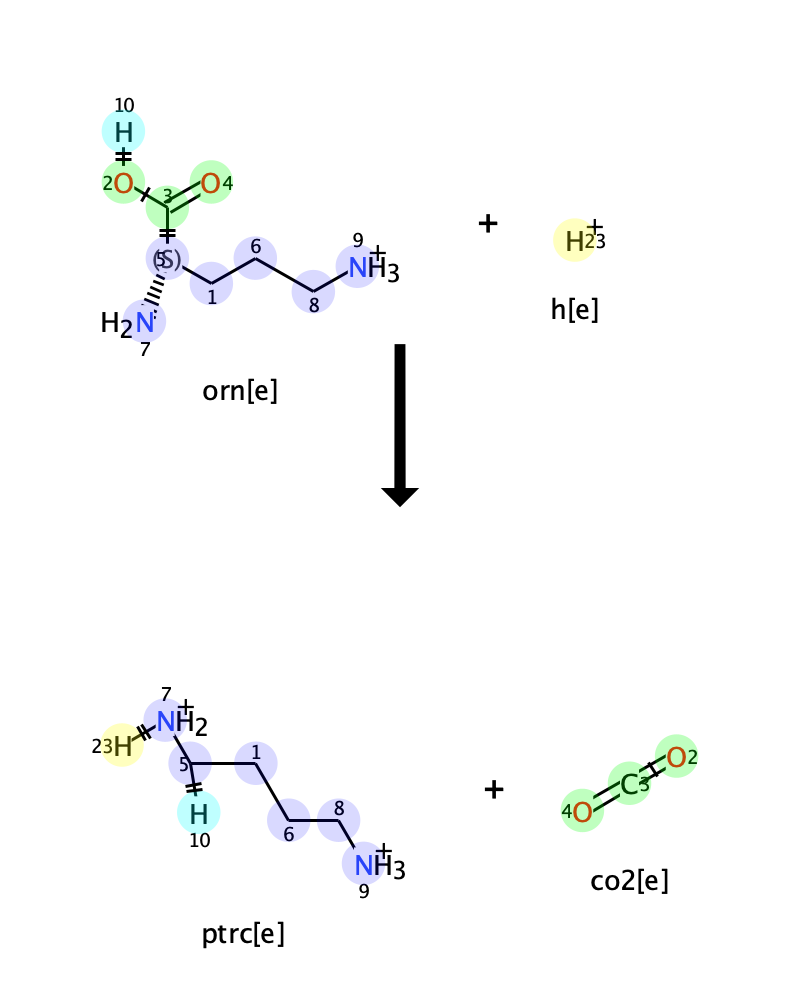 10
H
2O 3 O4
5(S) 6 9
NH3+
1 8
H2N
7
+
H+23
h[e]
orn[e]
7
NH2+
23H
5 1
H
10
6 8
NH3+
9
ptrc[e]
+
4O C3 O2
co2[e]